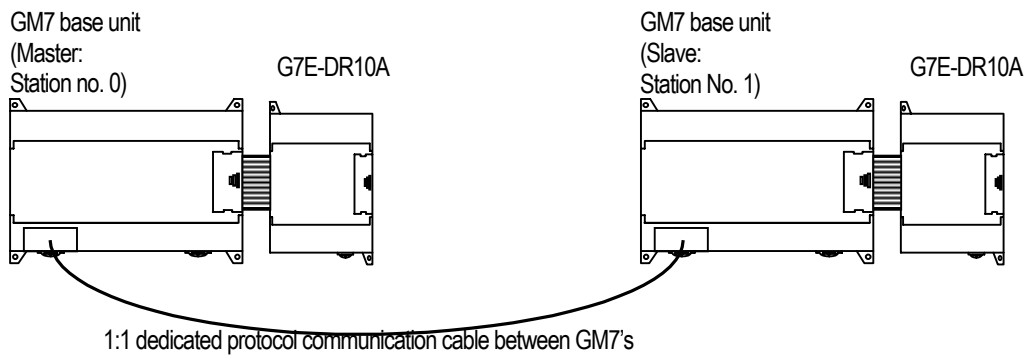 GM7 base unit
(Master:
Station no. 0)
G7E-DR10A
GM7 base unit
(Slave:
Station No. 1)
G7E-DR10A
1:1 dedicated protocol communication cable between GM7’s